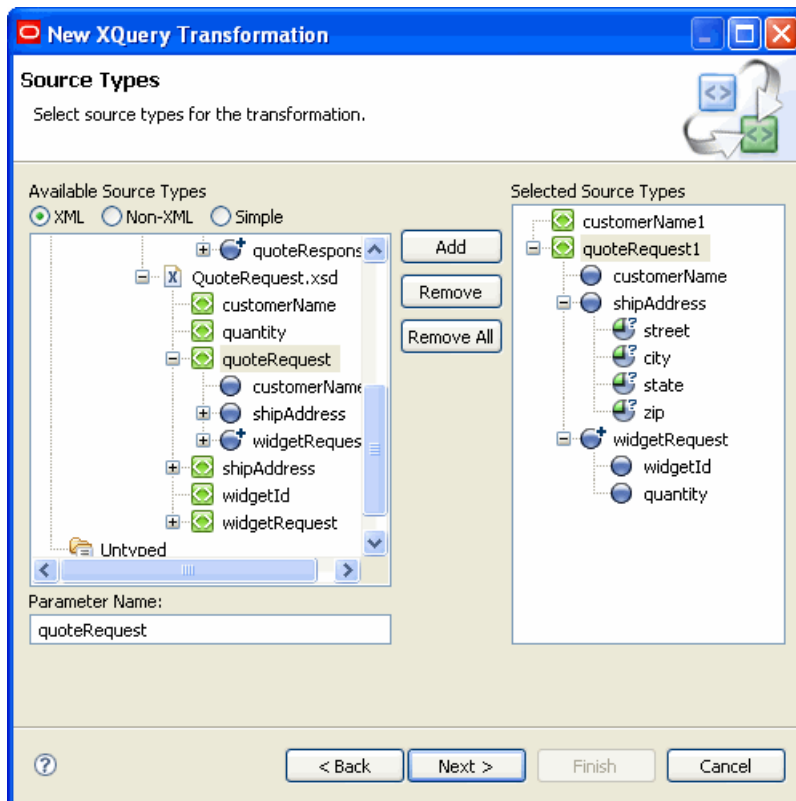 New XQuery Transformation
Source Types
Select source types for the transformation.
Available Source Types
XML Non-XML Simple
quoteRespons
QuoteRequest.xsd
customerName
quantity
quoteRequest
customerName
shipAddress
widgetReques
shipAddress
widgetId
widgetRequest
Untyped
Parameter Name:
quoteRequest
Add
Remove
Remove All
Selected Source Types
customerName1
quoteRequest1
customerName
shipAddress
street
city
state
zip
widgetRequest
widgetId
quantity
< Back
Next >
Finish
Cancel